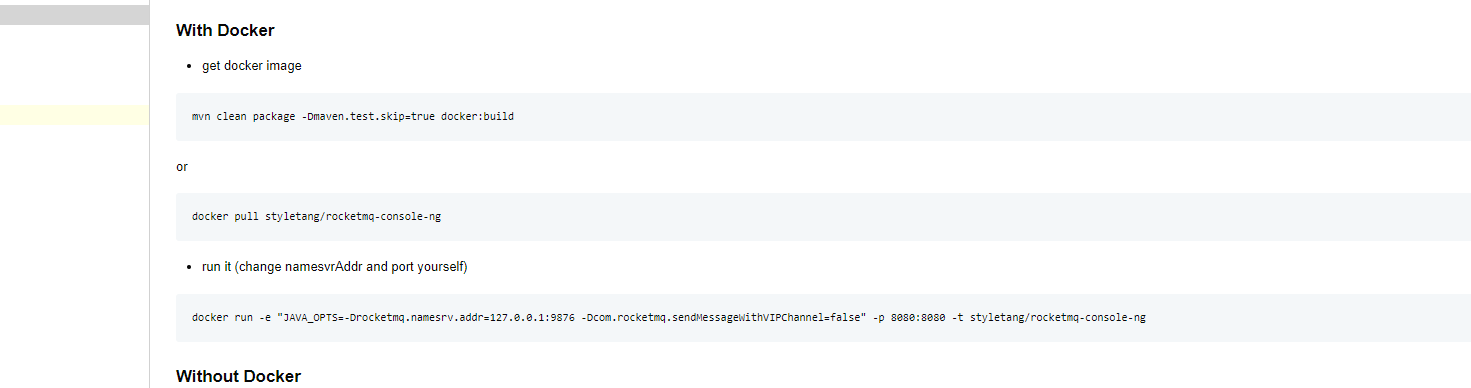 With Docker
get docker image
mvn clean package -Dmaven.test.skip=true docker:build
or
docker pull styletang/rocketmq-console-ng
run it (change namesvrAddr and port yourself)
docker run -e "JAVA_OPTS=-Drocketmq.namesrv.addr=127.0.0.1:9876 -Dcom.rocketmq.sendMessageWithVIPChannel=false" -p 8080:8080 -t styletang/rocketmq-console-ng
Without Docker